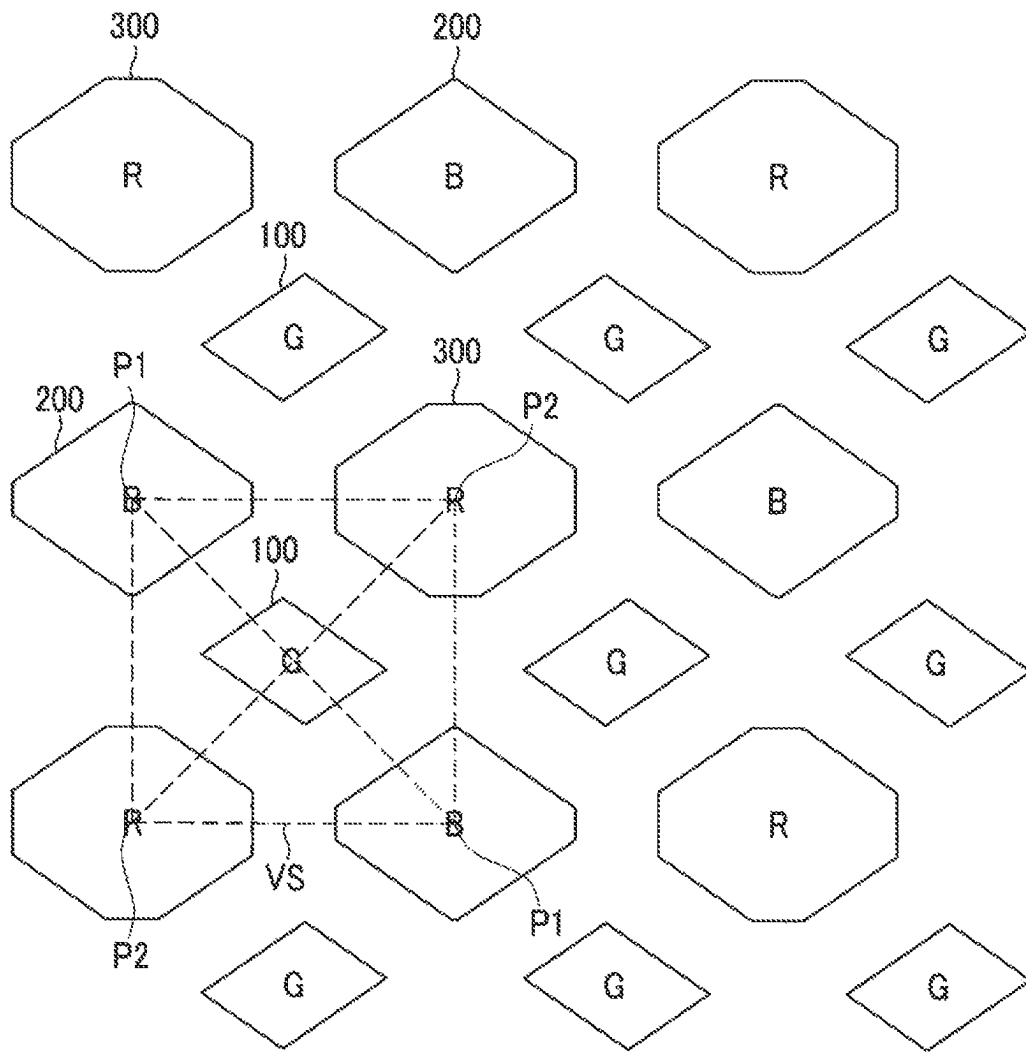 300 200
R B R
100
G G G
P1 300
200 P2
B R B
100
G G G
R B R
VS
P2 P1
G G G